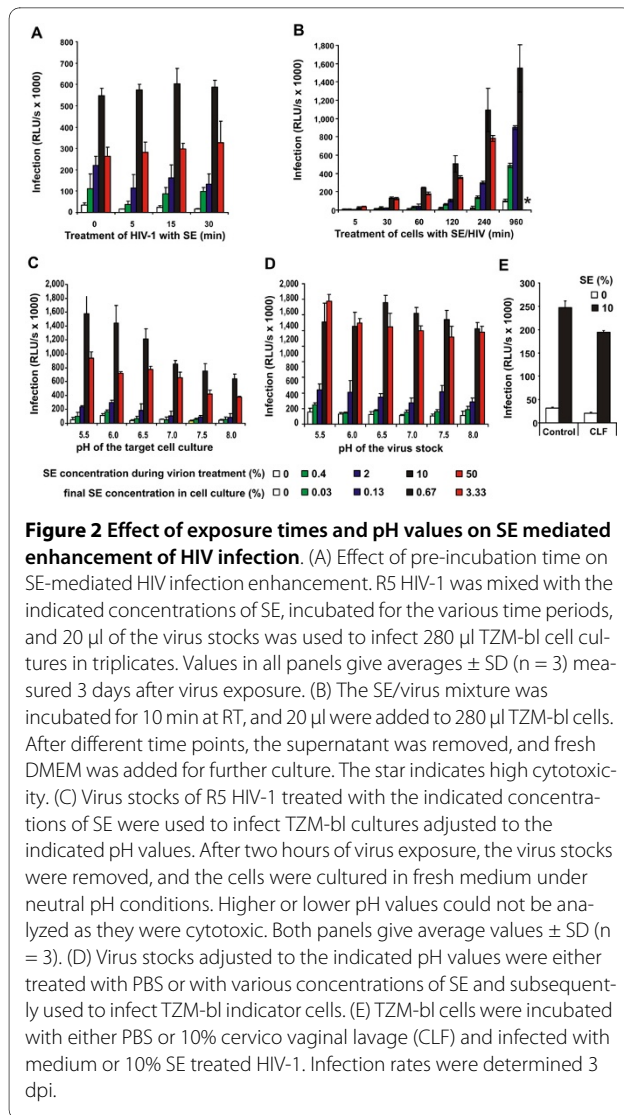 A
B
Infection (RLU/s x 1000)
800
700
600
500
400
300
200
100
0
0 5 15 30
Treatment of HIV-1 with SE (min)
Infection (RLU/s x 1000)
1,800
1,600
1,400
1,200
1,000
800
600
400
200
0
*
5 30 60 120 240 960
Treatment of cells with SE/HIV (min)
C
D
E
Infection (RLU/s x 1000)
2,000
1,800
1,600
1,400
1,200
1,000
800
600
400
200
0
5.5 6.0 6.5 7.0 7.5 8.0
pH of the target cell culture
Infection (RLU/s x 1000)
2,000
1,800
1,600
1,400
1,200
1,000
800
600
400
200
0
5.5 6.0 6.5 7.0 7.5 8.0
pH of the virus stock
SE (%)
0
10
Infection (RLU/s x 1000)
300
250
200
150
100
50
0
Control CLF
SE concentration during virion treatment (%) 0 0.4 2 10 50
final SE concentration in cell culture (%) 0 0.03 0.13 0.67 3.33
Figure 2 Effect of exposure times and pH values on SE mediated
enhancement of HIV infection. (A) Effect of pre-incubation time on
SE-mediated HIV infection enhancement. R5 HIV-1 was mixed with the
indicated concentrations of SE, incubated for the various time periods,
and 20 μl of the virus stocks was used to infect 280 μl TZM-bl cell cul-
tures in triplicates. Values in all panels give averages ± SD (n = 3) mea-
sured 3 days after virus exposure. (B) The SE/virus mixture was
incubated for 10 min at RT, and 20 μl were added to 280 μl TZM-bl cells.
After different time points, the supernatant was removed, and fresh
DMEM was added for further culture. The star indicates high cytotoxic-
ity. (C) Virus stocks of R5 HIV-1 treated with the indicated concentra-
tions of SE were used to infect TZM-bl cultures adjusted to the
indicated pH values. After two hours of virus exposure, the virus stocks
were removed, and the cells were cultured in fresh medium under
neutral pH conditions. Higher or lower pH values could not be ana-
lyzed as they were cytotoxic. Both panels give average values ± SD (n
= 3). (D) Virus stocks adjusted to the indicated pH values were either
treated with PBS or with various concentrations of SE and subsequent-
ly used to infect TZM-bl indicator cells. (E) TZM-bl cells were incubated
with either PBS or 10% cervico vaginal lavage (CLF) and infected with
medium or 10% SE treated HIV-1. Infection rates were determined 3
dpi.